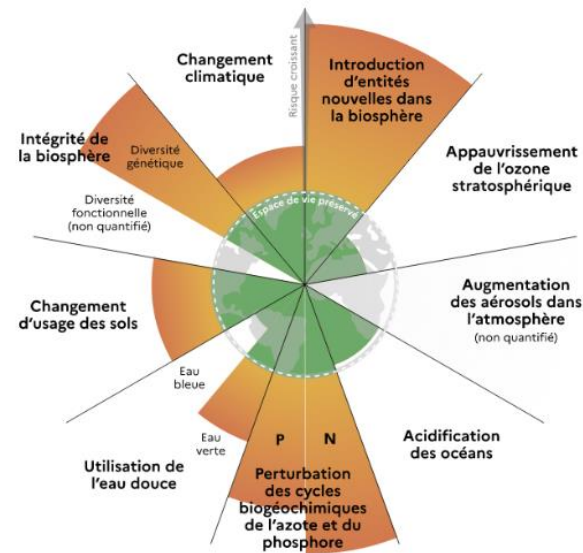 Changement
climatique
Risque croissant
Introduction
d'entités
nouvelles dans
la biosphère
Appauvrissement
de l'ozone
stratosphérique
Augmentation
des aérosols dans
l'atmosphère
(non quantifié)
Acidification
des océans
P N
Perturbation
des cycles
biogéochimiques
de l'azote et du
phosphore
Utilisation de
l'eau douce
Eau
verte
Eau
bleue
Changement
d'usage des sols
Intégrité de
la biosphère
Diversité
génétique
Diversité
fonctionnelle
(non quantifié)
Espace de vie préservé